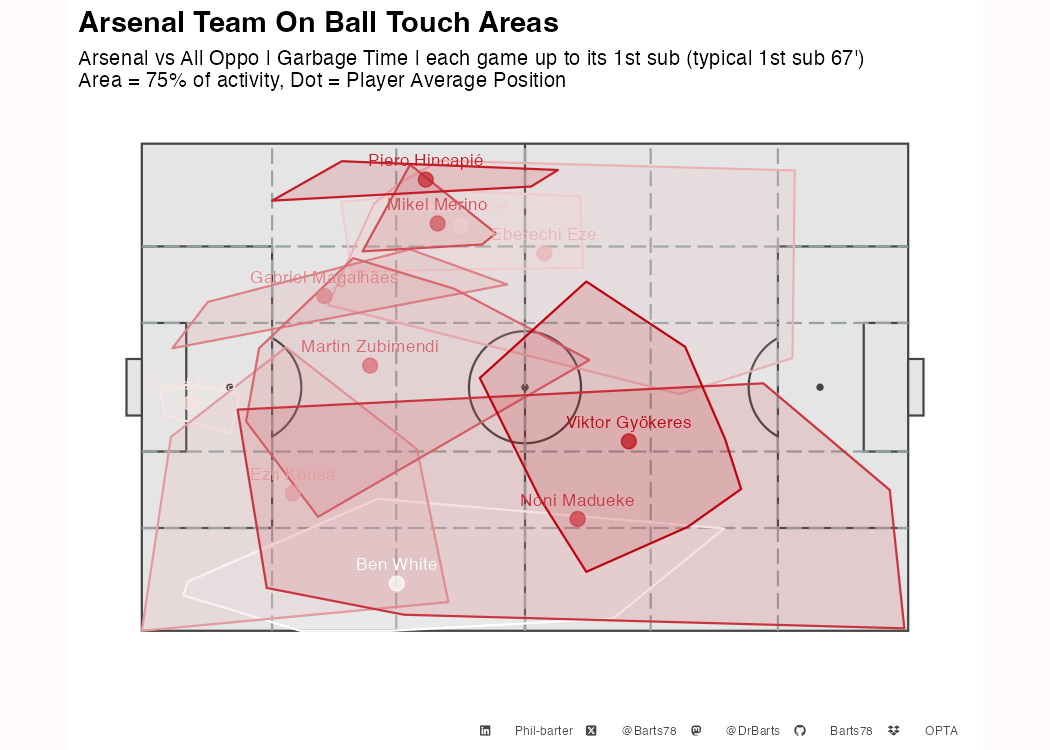 Arsenal Team On Ball Touch Areas
Arsenal vs All Oppo | Garbage Time | each game up to its 1st sub (typical 1st sub 67')
Area = 75% of activity, Dot = Player Average Position
Piero Hincapié
Mikel Merino
Eberechi Eze
Gabriel Magalhães
Martin Zubimendi
Viktor Gyökeres
Ezri Konsa
Noni Madueke
Ben White
Phil-barter @Barts78 @DrBarts Barts78 OPTA